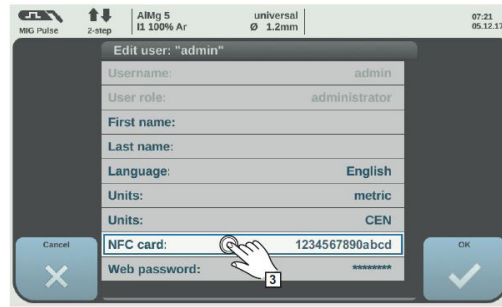 MIG Pulse
2-step
AlMg 5
I1 100% Ar
universal
Ø 1.2mm
07:21
05.12.17
Edit user: "admin"
Username: admin
User role: administrator
First name:
Last name:
Language: English
Units: metric
Units: CEN
NFC card: 1234567890abcd
Web password: ********
Cancel
OK
3